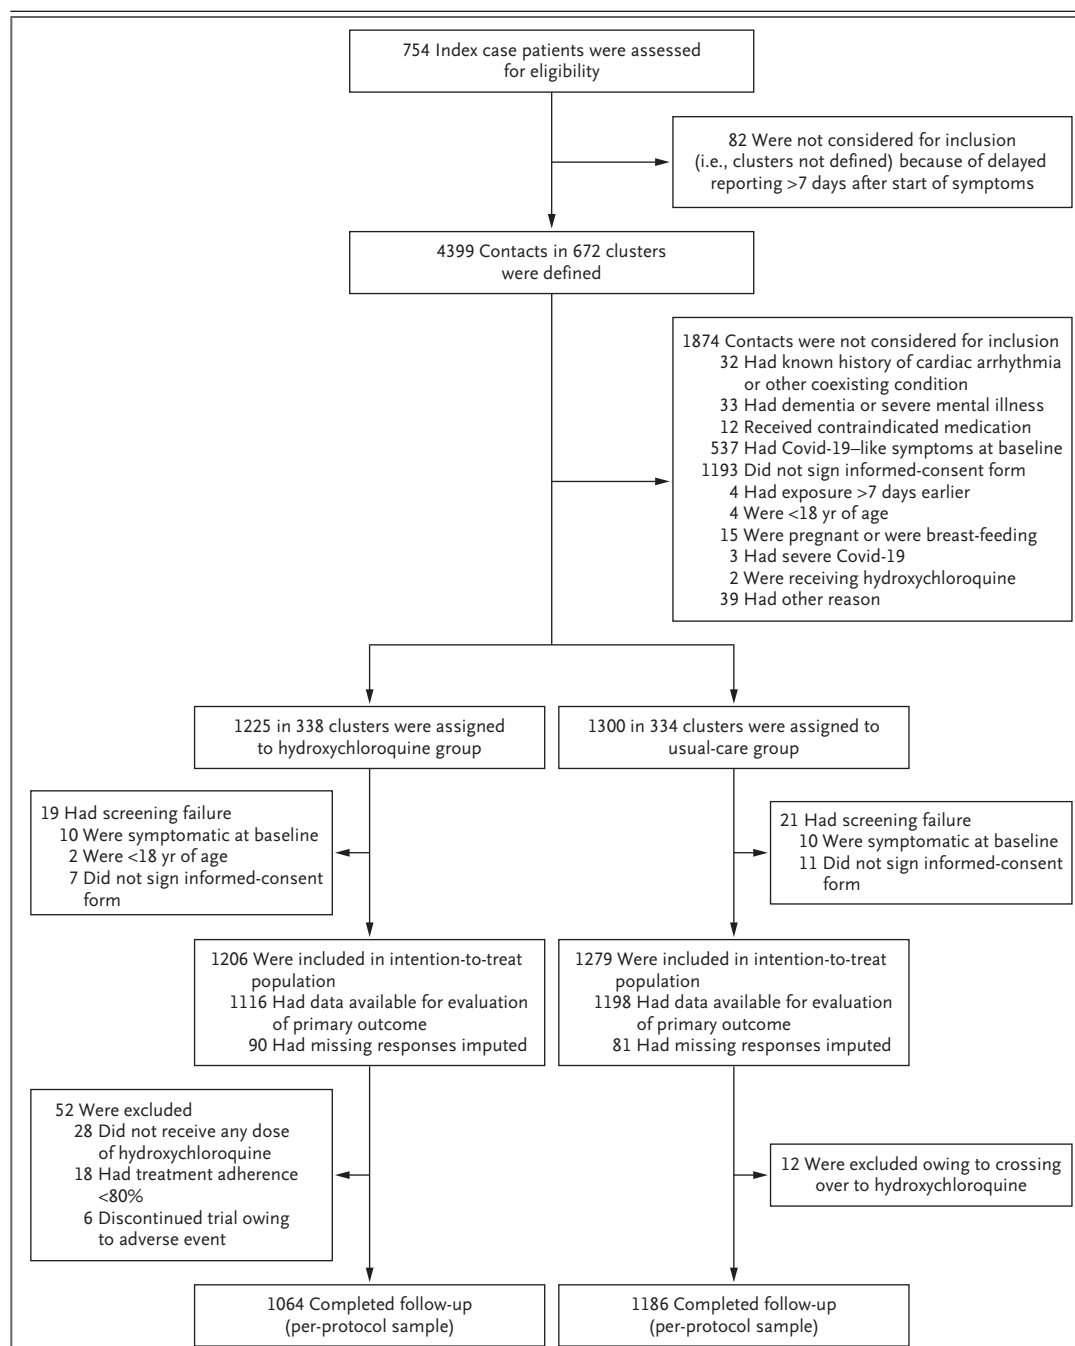 754 Index case patients were assessed
for eligibility
82 Were not considered for inclusion
(i.e., clusters not defined) because of delayed
reporting >7 days after start of symptoms
4399 Contacts in 672 clusters
were defined
1874 Contacts were not considered for inclusion
32 Had known history of cardiac arrhythmia
or other coexisting condition
33 Had dementia or severe mental illness
12 Received contraindicated medication
537 Had Covid-19–like symptoms at baseline
1193 Did not sign informed-consent form
4 Had exposure >7 days earlier
4 Were <18 yr of age
15 Were pregnant or were breast-feeding
3 Had severe Covid-19
2 Were receiving hydroxychloroquine
39 Had other reason
1225 in 338 clusters were assigned
to hydroxychloroquine group
1300 in 334 clusters were assigned to
usual-care group
19 Had screening failure
10 Were symptomatic at baseline
2 Were <18 yr of age
7 Did not sign informed-consent
form
21 Had screening failure
10 Were symptomatic at baseline
11 Did not sign informed-consent
form
1206 Were included in intention-to-treat
population
1116 Had data available for evaluation
of primary outcome
90 Had missing responses imputed
1279 Were included in intention-to-treat
population
1198 Had data available for evaluation
of primary outcome
81 Had missing responses imputed
52 Were excluded
28 Did not receive any dose
of hydroxychloroquine
18 Had treatment adherence
<80%
6 Discontinued trial owing
to adverse event
12 Were excluded owing to crossing
over to hydroxychloroquine
1064 Completed follow-up
(per-protocol sample)
1186 Completed follow-up
(per-protocol sample)